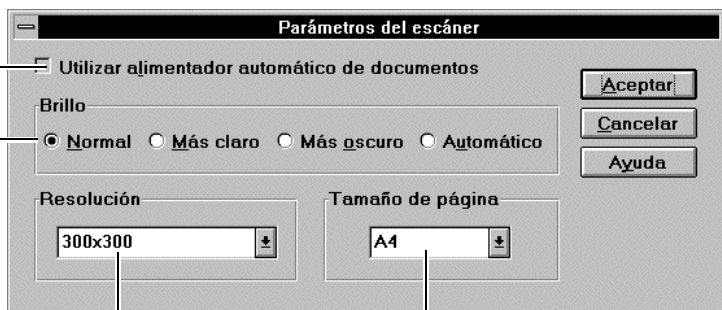 Parámetros del escáner
Utilizar alimentador automático de documentos
Aceptar
Brillo
Cancelar
Normal Más claro Más oscuro Automático
Ayuda
Resolución Tamaño de página
300x300 A4